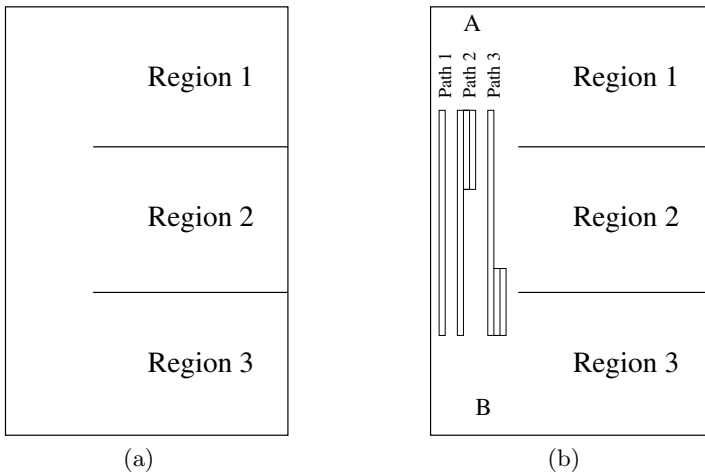 Region 1
Region 2
Region 3
(a)
A
Path 1
Path 2
Path 3
Region 1
Region 2
Region 3
B
(b)